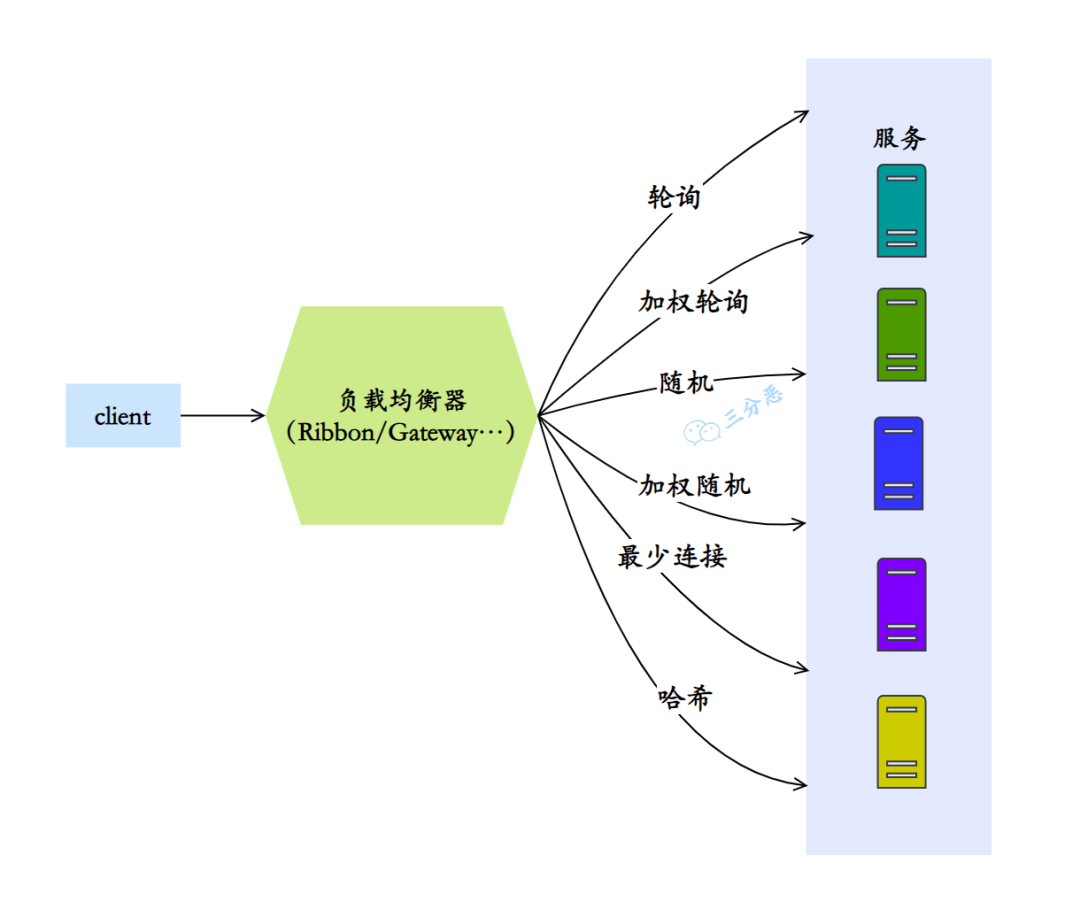 服务
轮询
加权轮询
随机
三分恶
client
负载均衡器
（Ribbon/Gateway…）
加权随机
最少连接
哈希